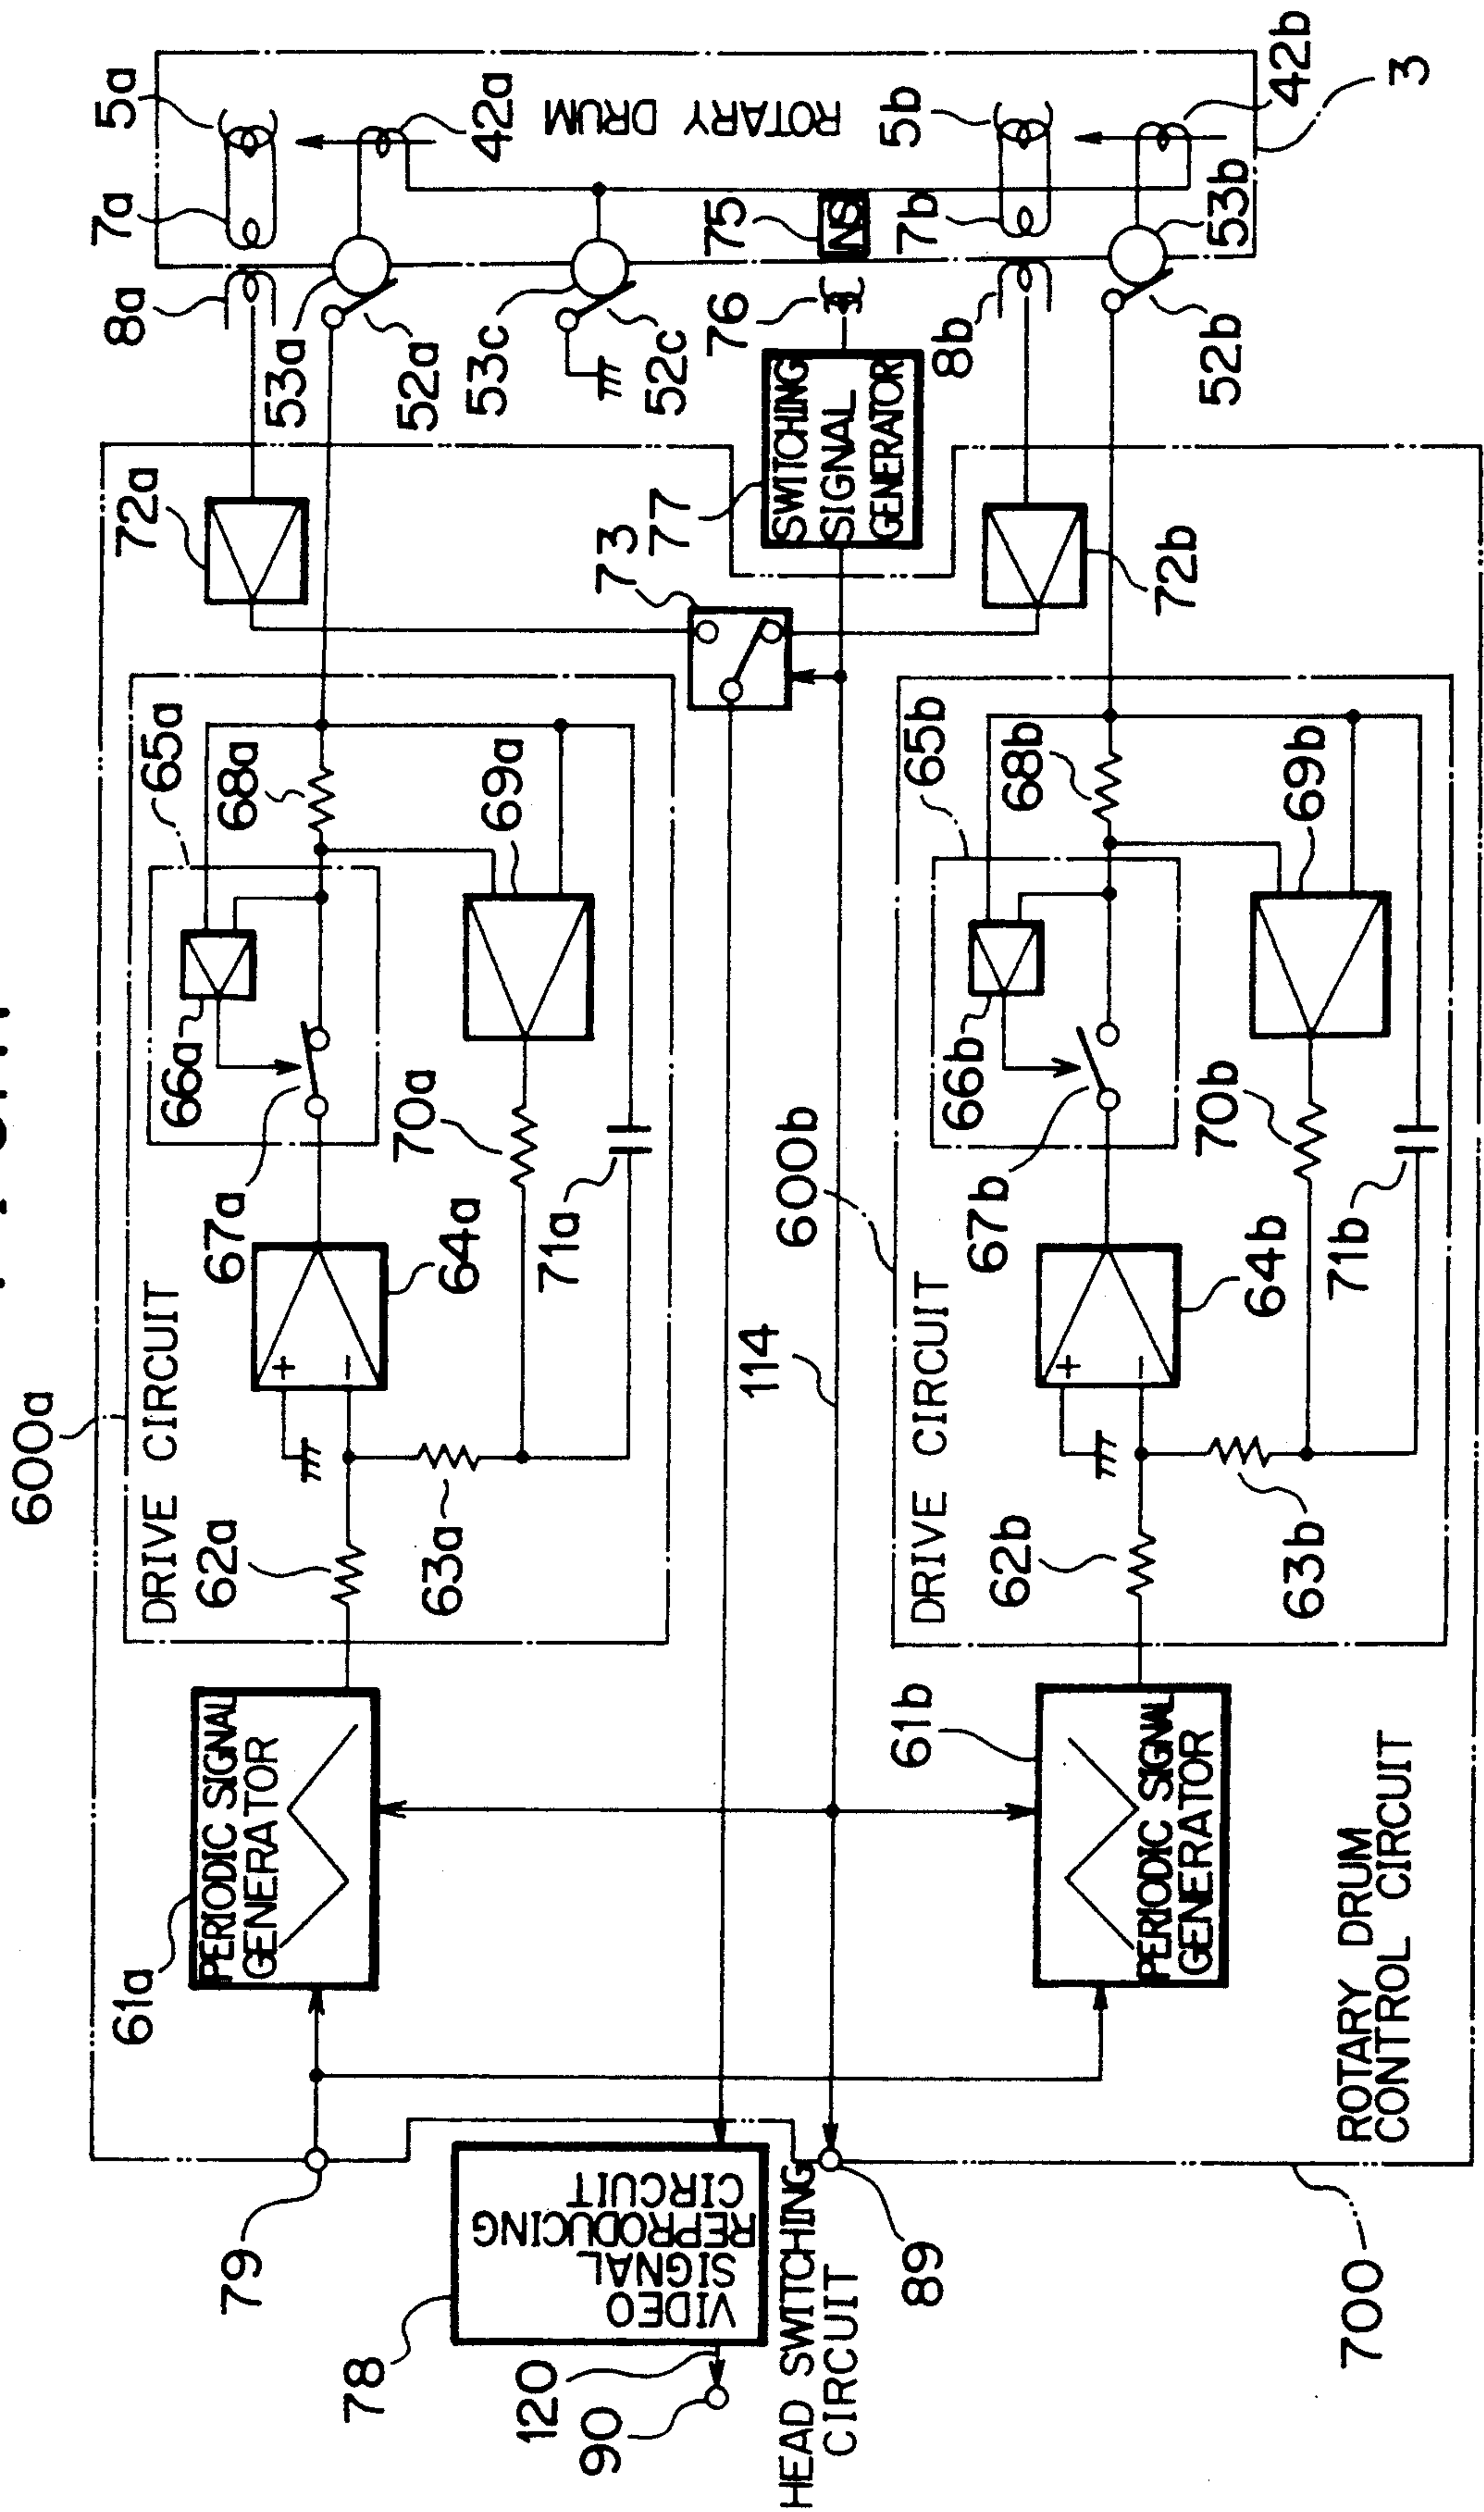 600a
61a
PERIODIC SIGNAL
GENERATOR
DRIVE CIRCUIT
62a
63a
64a
+
−
65a
66a
67a
68a
69a
70a
71a
72a
73
77
SWITCHING
SIGNAL
GENERATOR
76
75
NS
8a
7a
5a
53a
52a
42a
53c
52c
ROTARY DRUM
8b
7b
5b
53b
52b
42b
3
79
78
VIDEO
SIGNAL
REPRODUCING
CIRCUIT
120
90
HEAD SWITCHING
CIRCUIT
89
114
600b
61b
PERIODIC SIGNAL
GENERATOR
DRIVE CIRCUIT
62b
63b
64b
+
−
65b
66b
67b
68b
69b
70b
71b
72b
ROTARY DRUM
CONTROL CIRCUIT
700